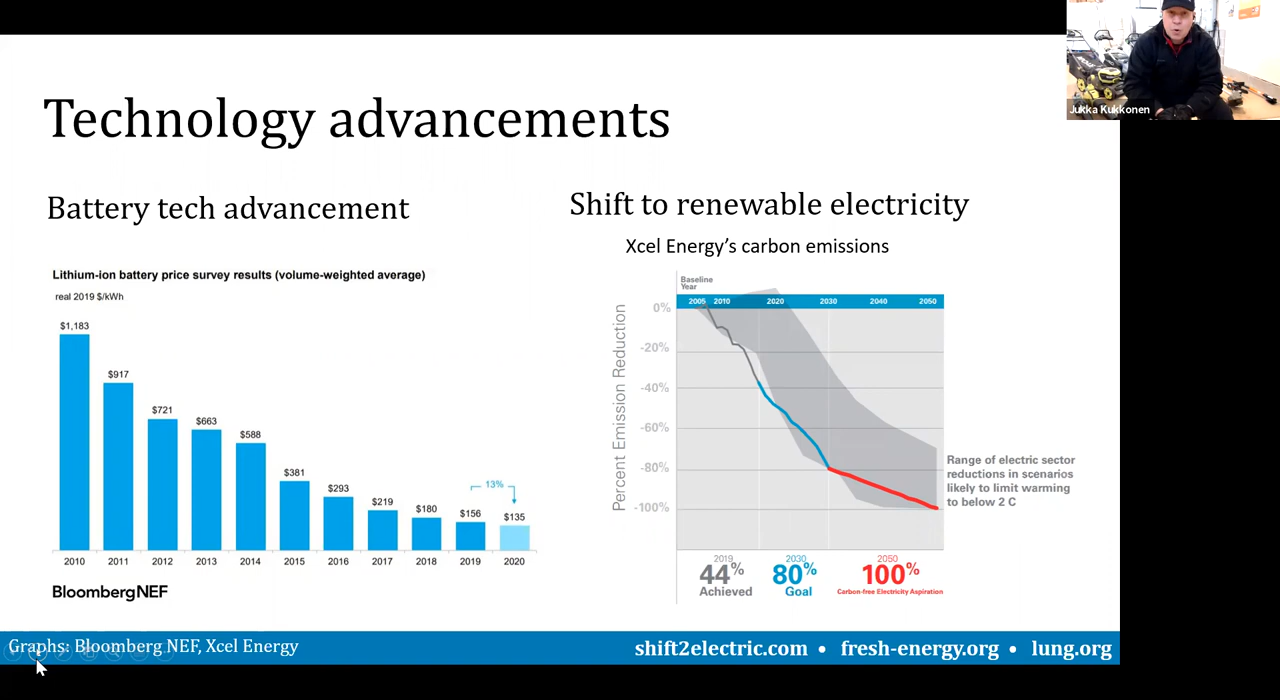 Jukka Kukkonen
Technology advancements
Battery tech advancement
Lithium-ion battery price survey results (volume-weighted average)
real 2019 $/kWh
$1,183
$917
$721
$663
$588
$381
$293
$219
$180
$156
$135
13%
2010 2011 2012 2013 2014 2015 2016 2017 2018 2019 2020
BloombergNEF
Shift to renewable electricity
Xcel Energy's carbon emissions
Baseline
Year
2005 2010 2020 2030 2040 2050
Percent Emission Reduction
0%
-20%
-40%
-60%
-80%
-100%
Range of electric sector
reductions in scenarios
likely to limit warming
to below 2 C
2019 2030 2050
44% 80% 100%
Achieved Goal Carbon-free Electricity Aspiration
Graphs: Bloomberg NEF, Xcel Energy
shift2electric.com • fresh-energy.org • lung.org